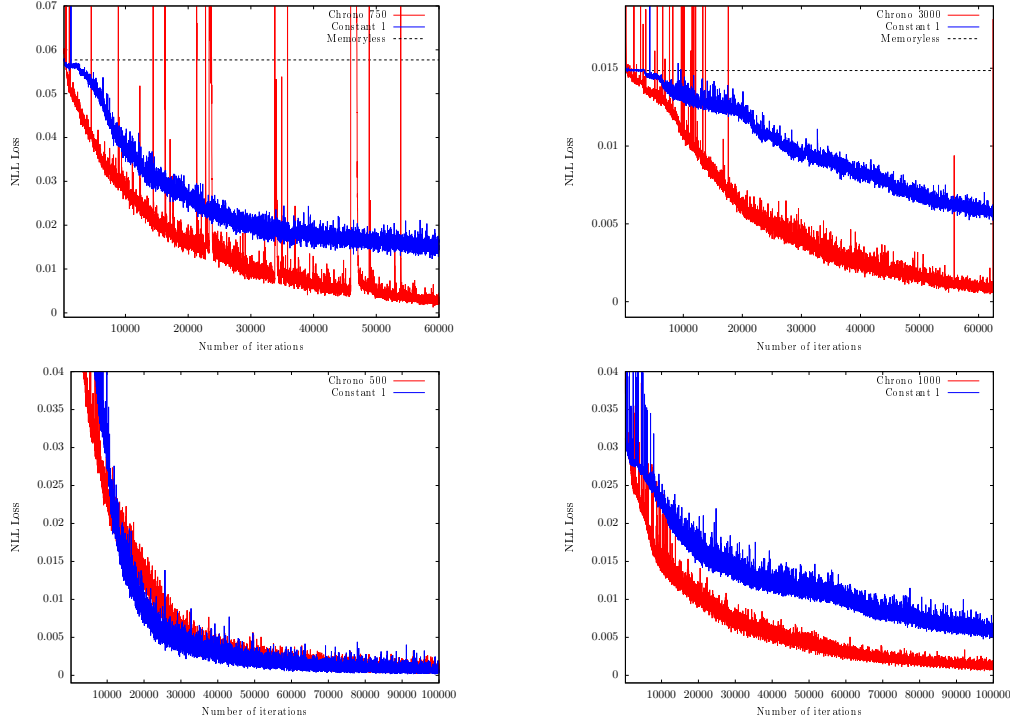 0.07
0.06
0.05
0.04
0.03
0.02
0.01
0
NLL Loss
Chrono 750
Constant 1
Memoryless
10000 20000 30000 40000 50000 60000
Number of iterations
0.015
0.01
0.005
0
NLL Loss
Chrono 3000
Constant 1
Memoryless
10000 20000 30000 40000 50000 60000
Number of iterations
0.04
0.035
0.03
0.025
0.02
0.015
0.01
0.005
0
NLL Loss
Chrono 500
Constant 1
10000 20000 30000 40000 50000 60000 70000 80000 90000 100000
Number of iterations
0.04
0.035
0.03
0.025
0.02
0.015
0.01
0.005
0
NLL Loss
Chrono 1000
Constant 1
10000 20000 30000 40000 50000 60000 70000 80000 90000 100000
Number of iterations